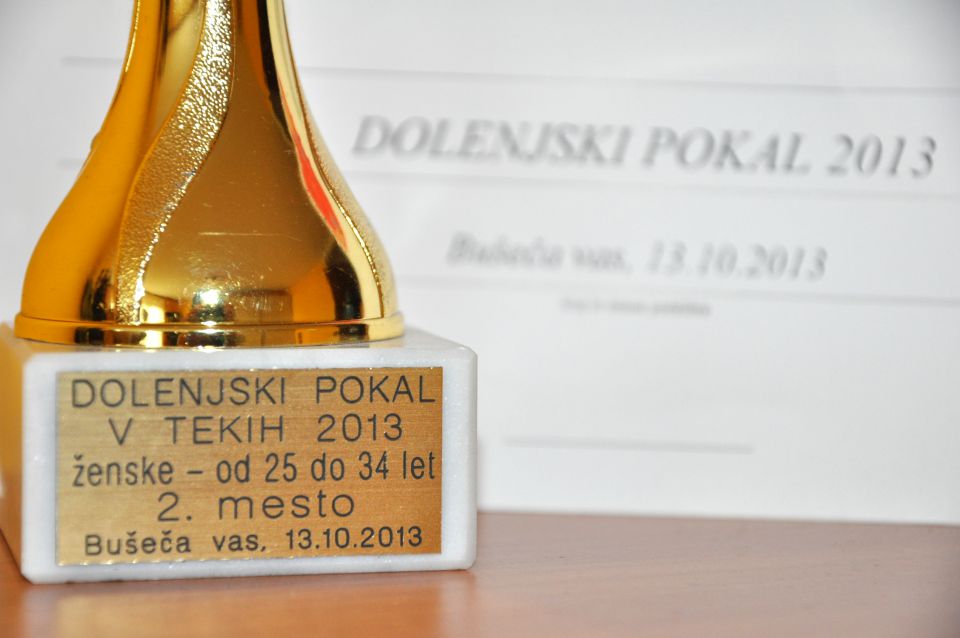 DOLENJSKI POKAL 2013
Bušeča vas, 13.10.2013
DOLENJSKI POKAL
V TEKIH 2013
ženske – od 25 do 34 let
2. mesto
Bušeča vas, 13.10.2013